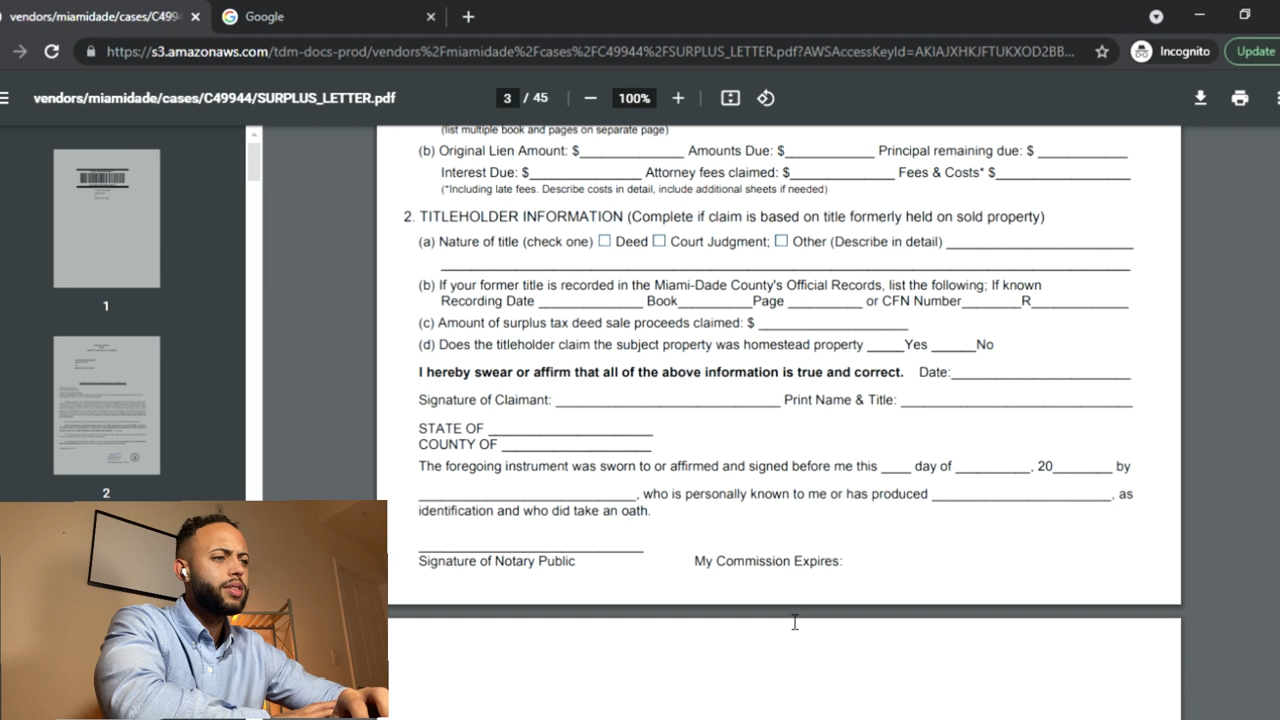 vendors/miamidade/cases/C499
Google
https://s3.amazonaws.com/tdm-docs-prod/vendors%2Fmiamidade%2Fcases%2FC49944%2FSURPLUS_LETTER.pdf?AWSAccessKeyId=AKIAJXHKJFTUKXOD2BB...
Incognito
Update
vendors/miamidade/cases/C49944/SURPLUS_LETTER.pdf
3 / 45
100%
(list multiple book and pages on separate page)
(b) Original Lien Amount: $ Amounts Due: $ Principal remaining due: $
Interest Due: $ Attorney fees claimed: $ Fees & Costs* $
(*Including late fees. Describe costs in detail, include additional sheets if needed)
2. TITLEHOLDER INFORMATION (Complete if claim is based on title formerly held on sold property)
(a) Nature of title (check one) Deed Court Judgment; Other (Describe in detail)
(b) If your former title is recorded in the Miami-Dade County's Official Records, list the following; If known
Recording Date Book Page or CFN Number R
(c) Amount of surplus tax deed sale proceeds claimed: $
(d) Does the titleholder claim the subject property was homestead property Yes No
I hereby swear or affirm that all of the above information is true and correct. Date:
Signature of Claimant: Print Name & Title:
STATE OF
COUNTY OF
The foregoing instrument was sworn to or affirmed and signed before me this day of , 20 by
, who is personally known to me or has produced , as
identification and who did take an oath.
Signature of Notary Public My Commission Expires:
1
2